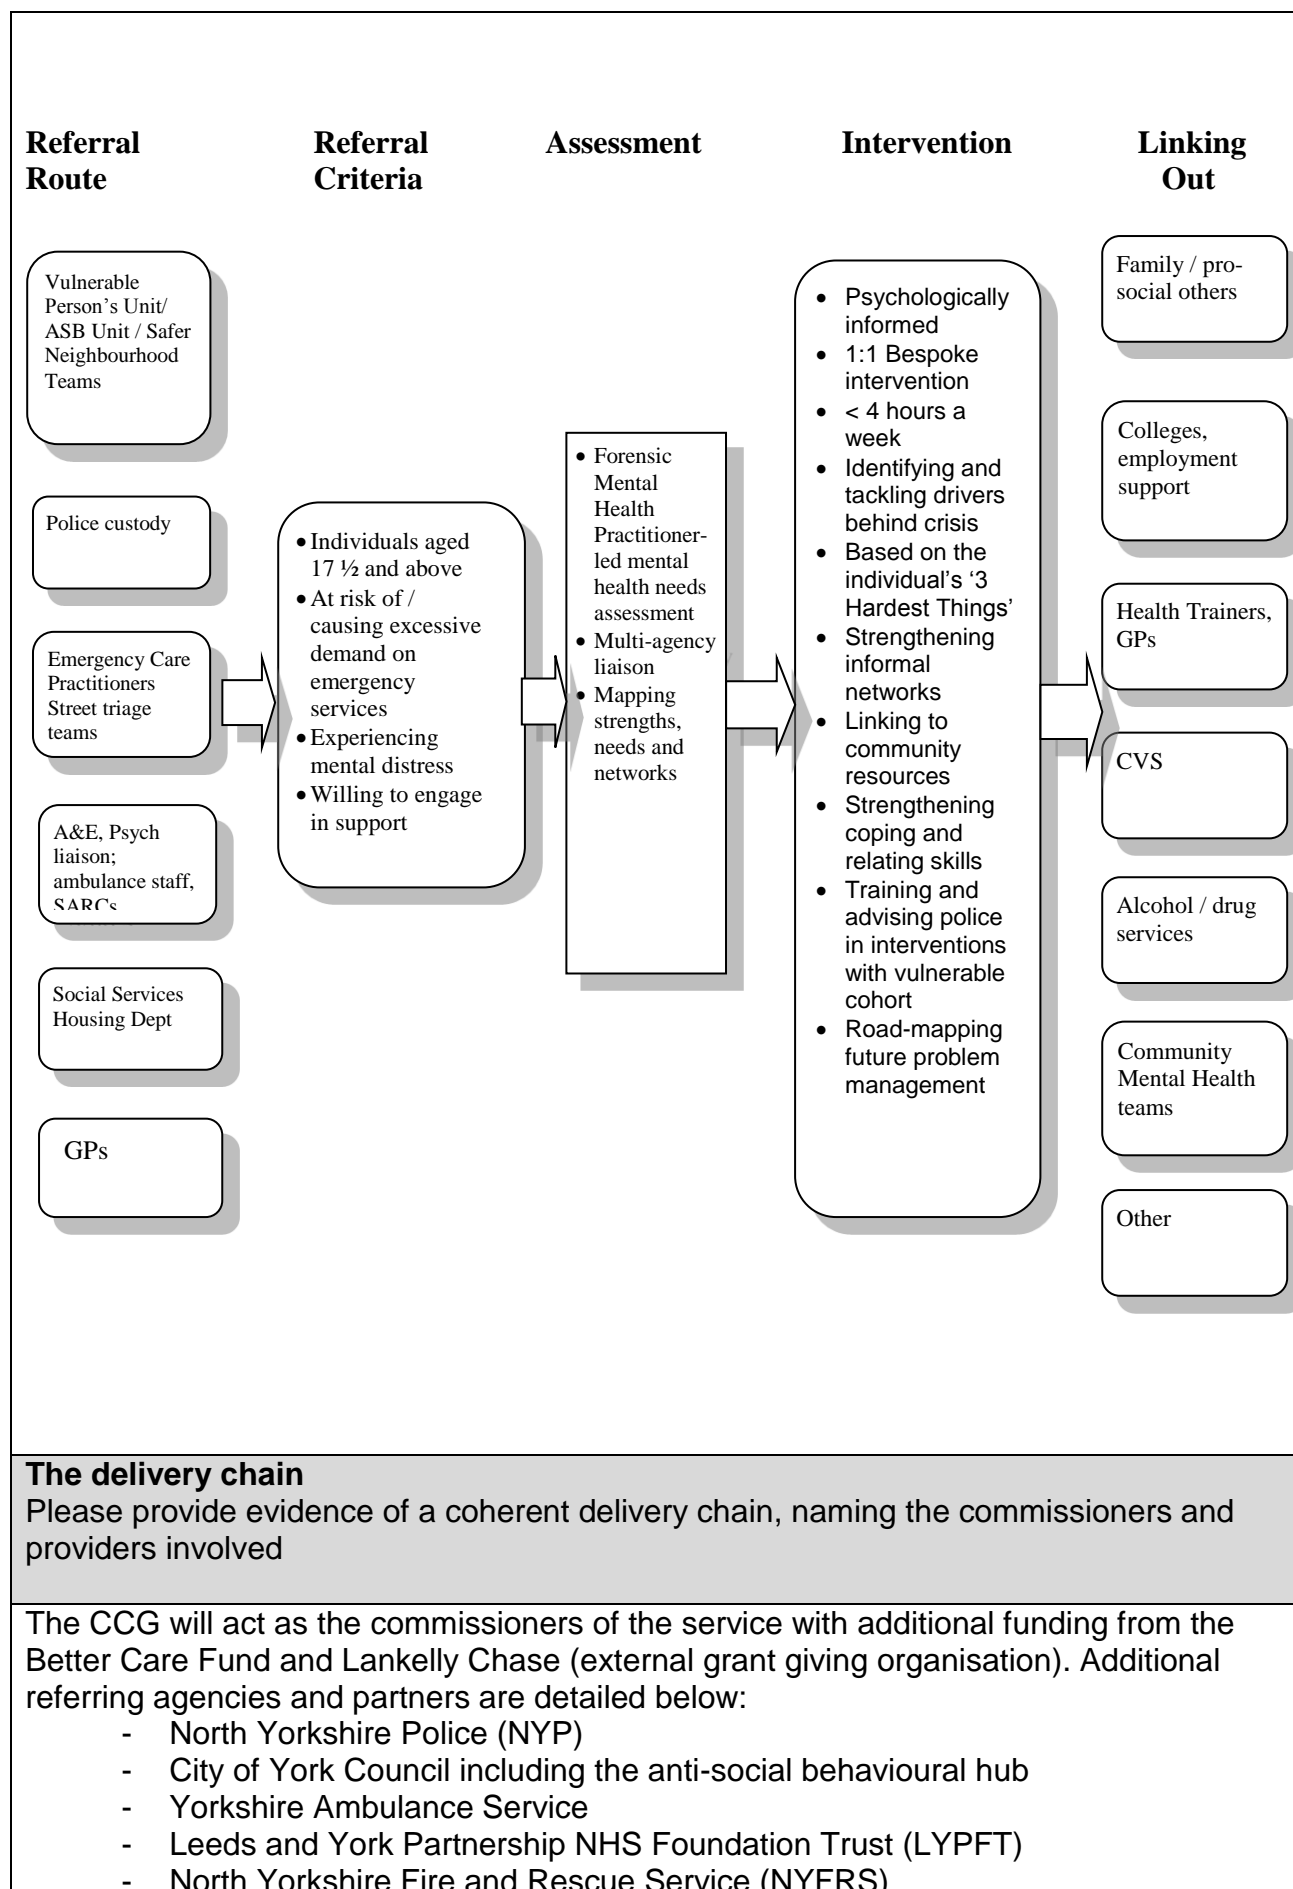 Referral
Route
Referral
Criteria
Assessment
Intervention
Linking
Out
Vulnerable
Person’s Unit/
ASB Unit / Safer
Neighbourhood
Teams
Police custody
Emergency Care
Practitioners
Street triage
teams
A&E, Psych
liaison;
ambulance staff,
SARCs
Social Services
Housing Dept
GPs
• Individuals aged
17 ½ and above
• At risk of /
causing excessive
demand on
emergency
services
• Experiencing
mental distress
• Willing to engage
in support
• Forensic
Mental
Health
Practitioner-
led mental
health needs
assessment
• Multi-agency
liaison
• Mapping
strengths,
needs and
networks
• Psychologically
informed
• 1:1 Bespoke
intervention
• < 4 hours a
week
• Identifying and
tackling drivers
behind crisis
• Based on the
individual’s ‘3
Hardest Things’
• Strengthening
informal
networks
• Linking to
community
resources
• Strengthening
coping and
relating skills
• Training and
advising police
in interventions
with vulnerable
cohort
• Road-mapping
future problem
management
Family / pro-
social others
Colleges,
employment
support
Health Trainers,
GPs
CVS
Alcohol / drug
services
Community
Mental Health
teams
Other
The delivery chain
Please provide evidence of a coherent delivery chain, naming the commissioners and
providers involved
The CCG will act as the commissioners of the service with additional funding from the
Better Care Fund and Lankelly Chase (external grant giving organisation). Additional
referring agencies and partners are detailed below:
- North Yorkshire Police (NYP)
- City of York Council including the anti-social behavioural hub
- Yorkshire Ambulance Service
- Leeds and York Partnership NHS Foundation Trust (LYPFT)
- North Yorkshire Fire and Rescue Service (NYFRS)